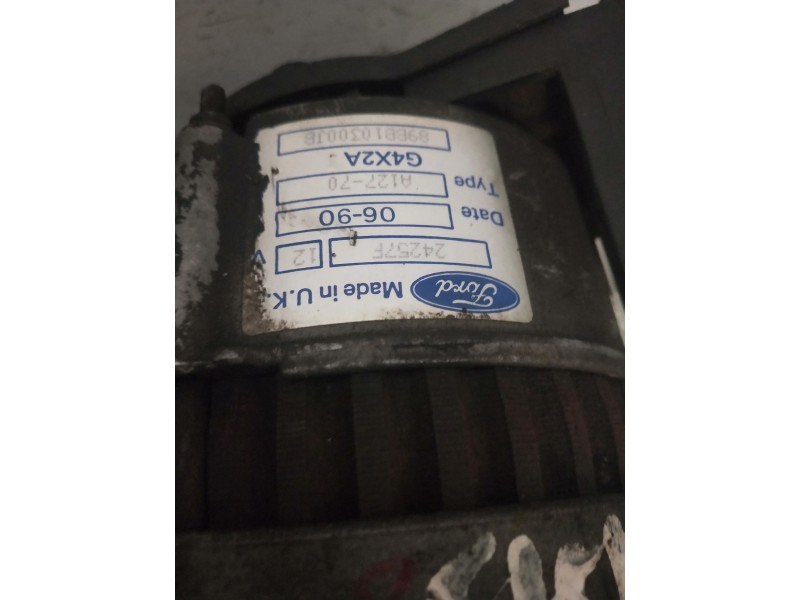 Ford Made in U.K.
24257F 12 V
Date 06-90
Type A127-70
G4X2A
89BB10300JB